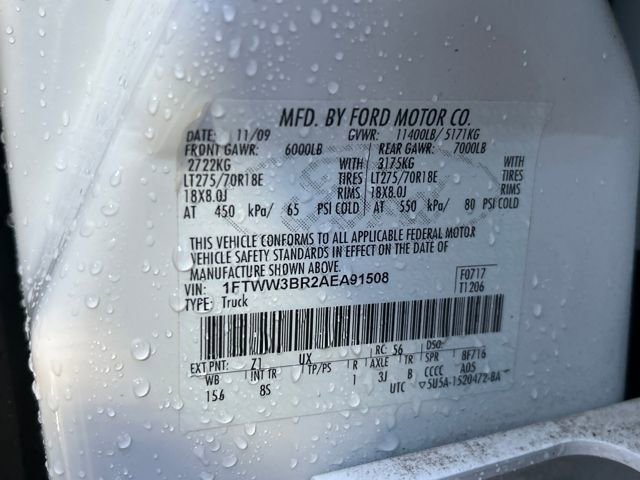 MFD. BY FORD MOTOR CO.
DATE: 11/09 GVWR: 11400LB/ 5171KG
FRONT GAWR: 6000LB REAR GAWR: 7000LB
2722KG WITH 3175KG WITH
LT275/70R18E TIRES LT275/70R18E TIRES
18X8.0J RIMS 18X8.0J RIMS
AT 450 kPa/ 65 PSI COLD AT 550 kPa/ 80 PSI COLD
THIS VEHICLE CONFORMS TO ALL APPLICABLE FEDERAL MOTOR
VEHICLE SAFETY STANDARDS IN EFFECT ON THE DATE OF
MANUFACTURE SHOWN ABOVE.
VIN: 1FTWW3BR2AEA91508 F0717
TYPE: Truck T1206
EXT PNT: Z1 UX RC: 56 DSO:
WB INT TR TP/PS R AXLE TR SPR 8F716
156 8S 1 3J B CCCC A05
UTC ▽5U5A-1520472-BA